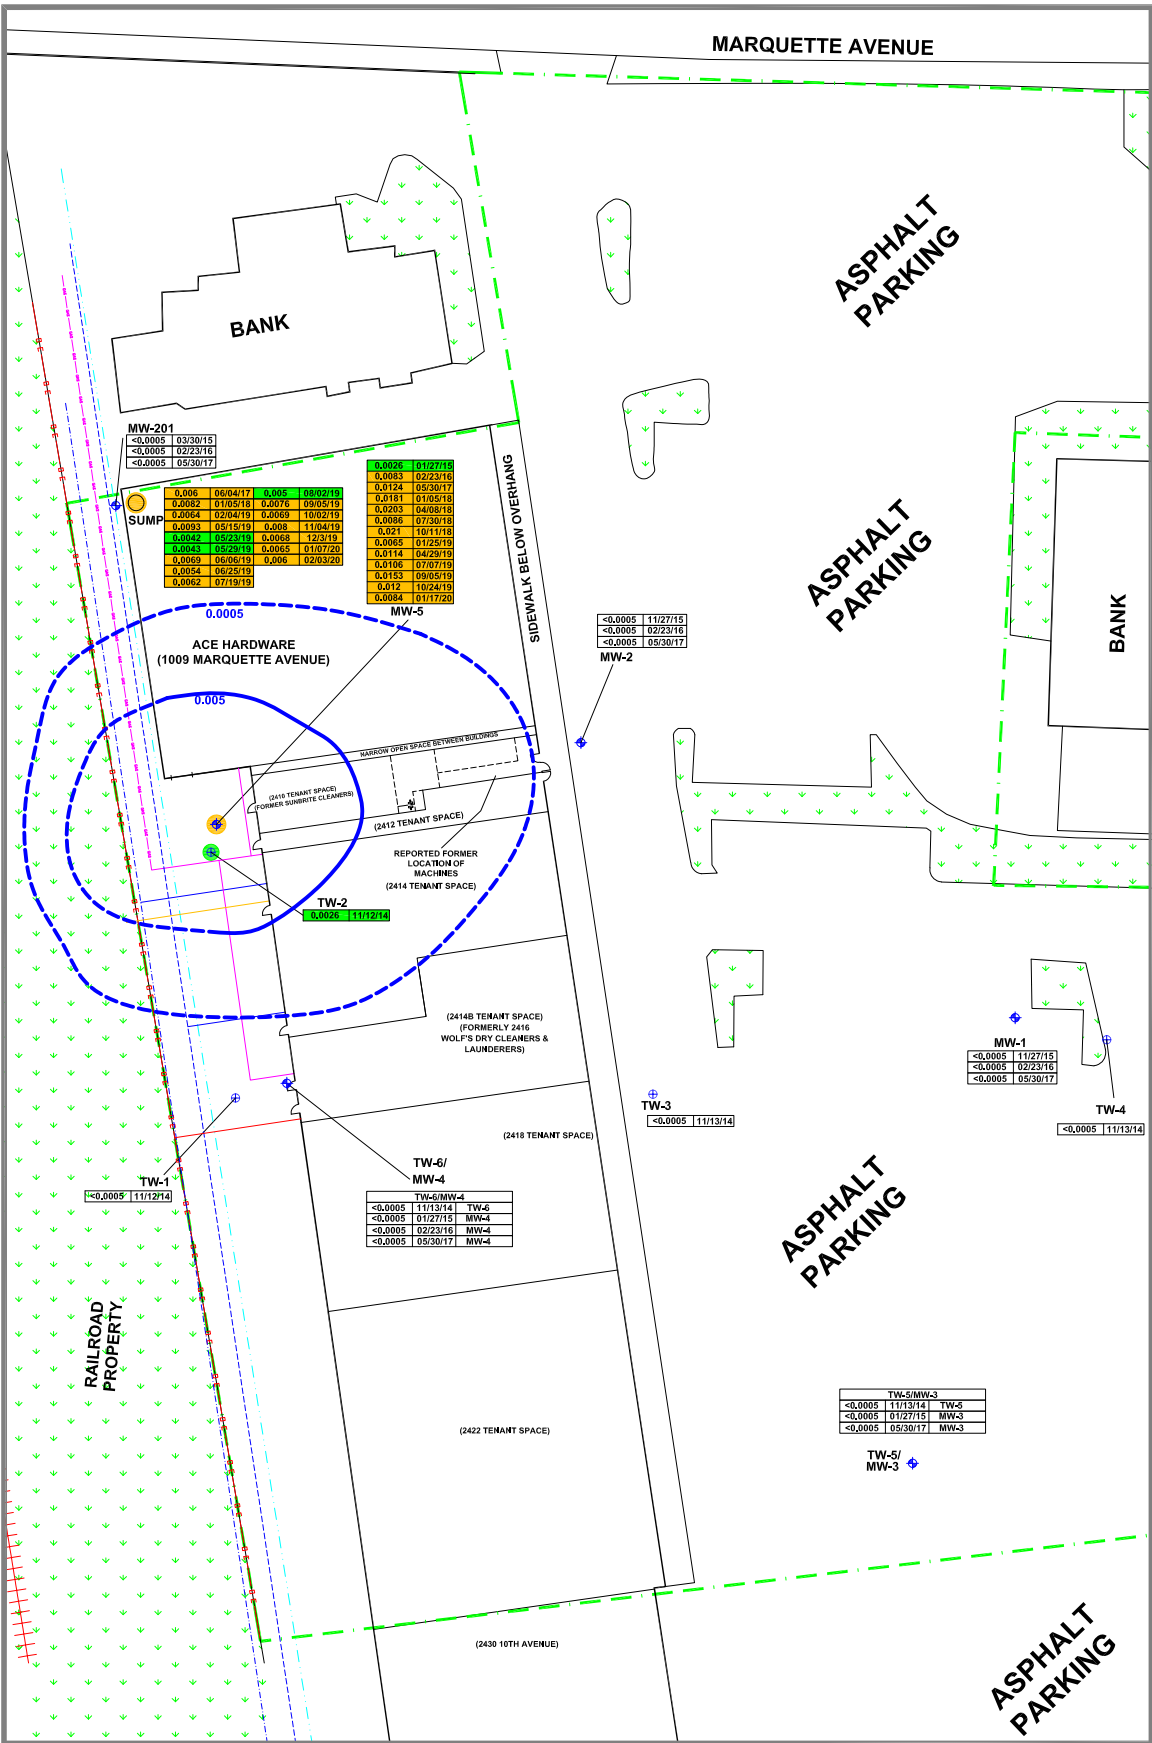 MARQUETTE AVENUE
ASPHALT
PARKING
BANK
MW-201
<0.0005 03/30/15
<0.0005 02/23/16
<0.0005 05/30/17
SUMP
0.006 06/04/17 0.005 08/02/19
0.0082 01/05/18 0.0076 09/05/19
0.0064 02/04/19 0.0069 10/02/19
0.0093 05/15/19 0.008 11/04/19
0.0042 05/23/19 0.0068 12/3/19
0.0043 05/29/19 0.0065 01/07/20
0.0069 06/06/19 0.006 02/03/20
0.0054 06/25/19
0.0062 07/19/19
0.0026 01/27/15
0.0083 02/23/16
0.0124 05/30/17
0.0181 01/05/18
0.0203 04/08/18
0.0086 07/30/18
0.021 10/11/18
0.0065 01/25/19
0.0114 04/29/19
0.0106 07/07/19
0.0153 09/05/19
0.012 10/24/19
0.0084 01/17/20
MW-5
SIDEWALK BELOW OVERHANG
ASPHALT
PARKING
BANK
0.0005
ACE HARDWARE
(1009 MARQUETTE AVENUE)
0.005
<0.0005 11/27/15
<0.0005 02/23/16
<0.0005 05/30/17
MW-2
NARROW OPEN SPACE BETWEEN BUILDINGS
(2410 TENANT SPACE)
(FORMER SUNBRITE CLEANERS)
(2412 TENANT SPACE)
REPORTED FORMER
LOCATION OF
MACHINES
(2414 TENANT SPACE)
TW-2
0.0026 11/12/14
(2414B TENANT SPACE)
(FORMERLY 2416
WOLF'S DRY CLEANERS &
LAUNDERERS)
MW-1
<0.0005 11/27/15
<0.0005 02/23/16
<0.0005 05/30/17
TW-3
<0.0005 11/13/14
TW-4
<0.0005 11/13/14
(2418 TENANT SPACE)
TW-1
<0.0005 11/12/14
TW-6/
MW-4
TW-6/MW-4
<0.0005 11/13/14 TW-6
<0.0005 01/27/15 MW-4
<0.0005 02/23/16 MW-4
<0.0005 05/30/17 MW-4
ASPHALT
PARKING
RAILROAD
PROPERTY
(2422 TENANT SPACE)
TW-5/MW-3
<0.0005 11/13/14 TW-5
<0.0005 01/27/15 MW-3
<0.0005 05/30/17 MW-3
TW-5/
MW-3
(2430 10TH AVENUE)
ASPHALT
PARKING